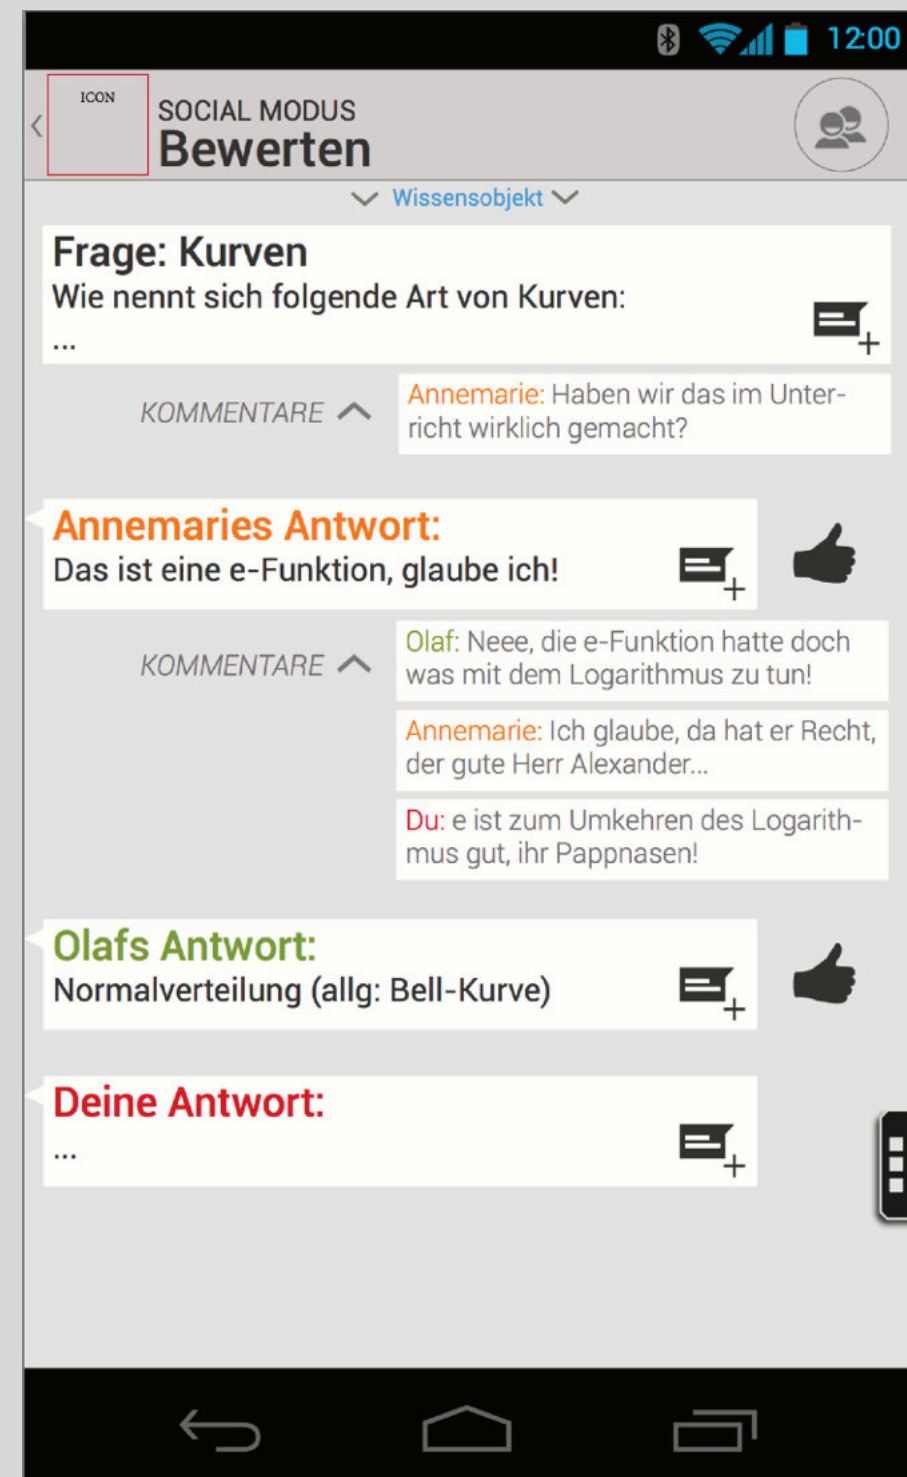 12:00
ICON
SOCIAL MODUS
Bewerten
Wissensobjekt
Frage: Kurven
Wie nennt sich folgende Art von Kurven:
...
KOMMENTARE
Annemarie: Haben wir das im Unter-
richt wirklich gemacht?
Annemaries Antwort:
Das ist eine e-Funktion, glaube ich!
KOMMENTARE
Olaf: Neee, die e-Funktion hatte doch
was mit dem Logarithmus zu tun!
Annemarie: Ich glaube, da hat er Recht,
der gute Herr Alexander...
Du: e ist zum Umkehren des Logarith-
mus gut, ihr Pappnasen!
Olafs Antwort:
Normalverteilung (allg: Bell-Kurve)
Deine Antwort:
...